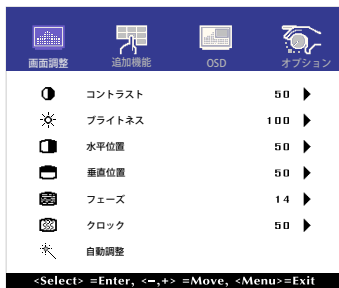 画面調整 追加機能 OSD オプション
コントラスト 50
ブライトネス 100
水平位置 50
垂直位置 50
フェーズ 14
クロック 50
自動調整
<Select> =Enter, <−,+> =Move, <Menu>=Exit